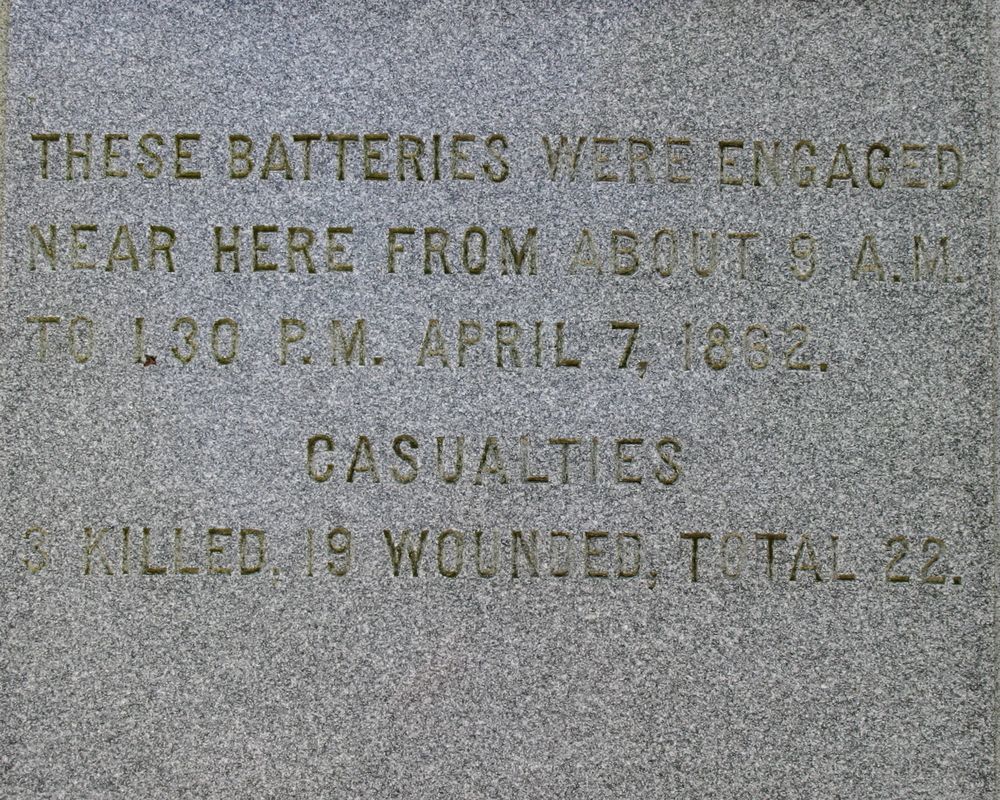 THESE BATTERIES WERE ENGAGED
NEAR HERE FROM ABOUT 9 A.M.
TO 1.30 P.M. APRIL 7, 1862.
CASUALTIES
3 KILLED, 19 WOUNDED, TOTAL 22.